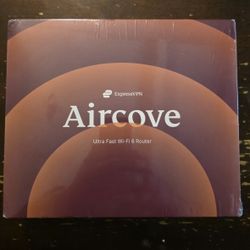 ExpressVPN
Aircove
Ultra Fast Wi-Fi 6 Router